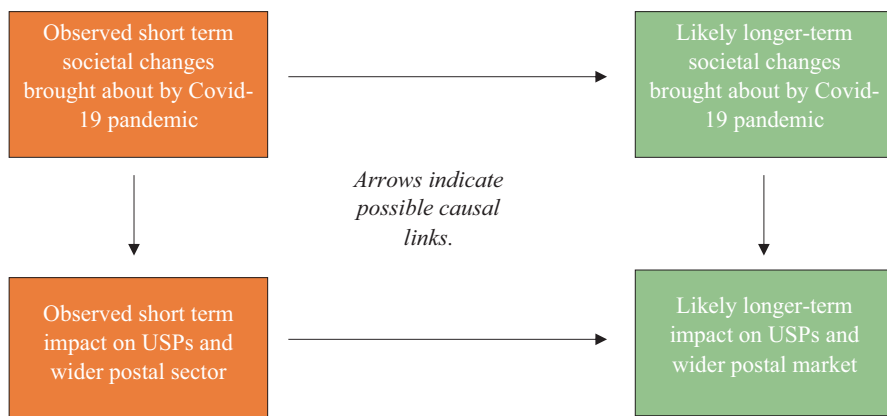 Observed short term
societal changes
brought about by Covid-
19 pandemic
Likely longer-term
societal changes
brought about by Covid-
19 pandemic
Arrows indicate
possible causal
links.
Observed short term
impact on USPs and
wider postal sector
Likely longer-term
impact on USPs and
wider postal market